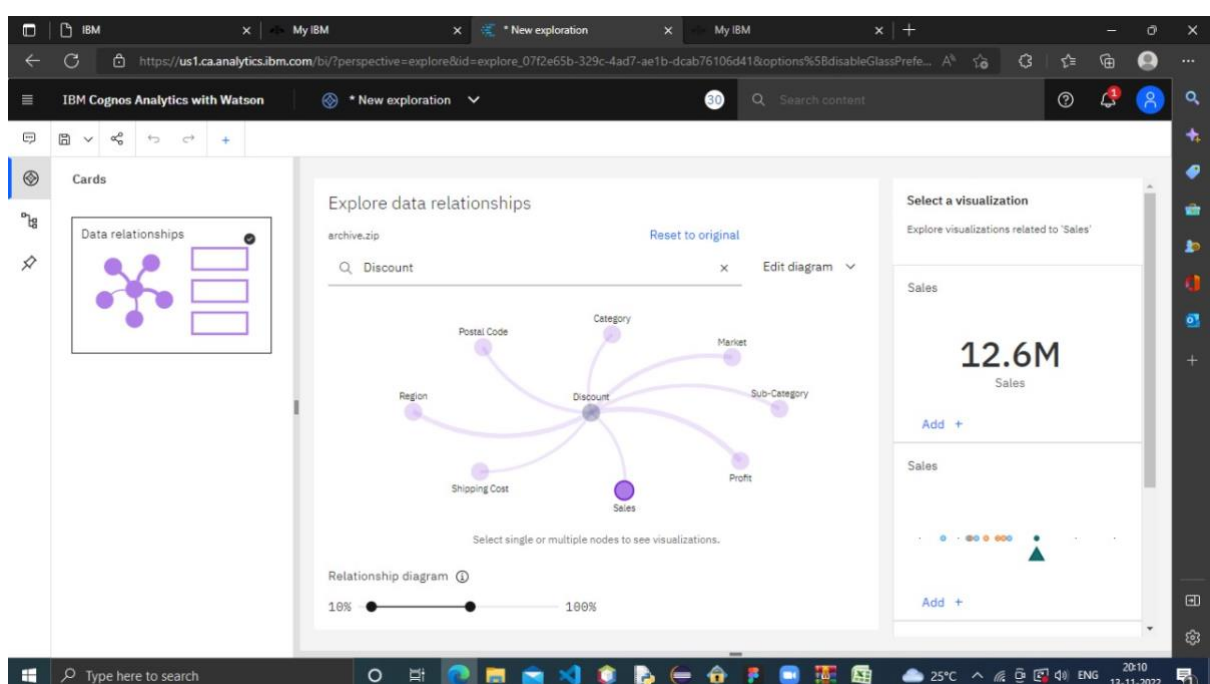 IBM
My IBM
* New exploration
My IBM
https://us1.ca.analytics.ibm.com/bi/?perspective=explore&id=explore_07f2e65b-329c-4ad7-ae1b-dcab76106d41&options%5BdisableGlassPrefe...
IBM Cognos Analytics with Watson
* New exploration
30
Search content
1
Cards
Data relationships
Explore data relationships
archive.zip
Reset to original
Discount
Edit diagram
Category
Postal Code
Market
Region
Discount
Sub-Category
Shipping Cost
Profit
Sales
Select single or multiple nodes to see visualizations.
Relationship diagram
10%
100%
Select a visualization
Explore visualizations related to 'Sales'
Sales
12.6M
Sales
Add +
Sales
Add +
Type here to search
25°C
ENG
20:10
13-11-2022